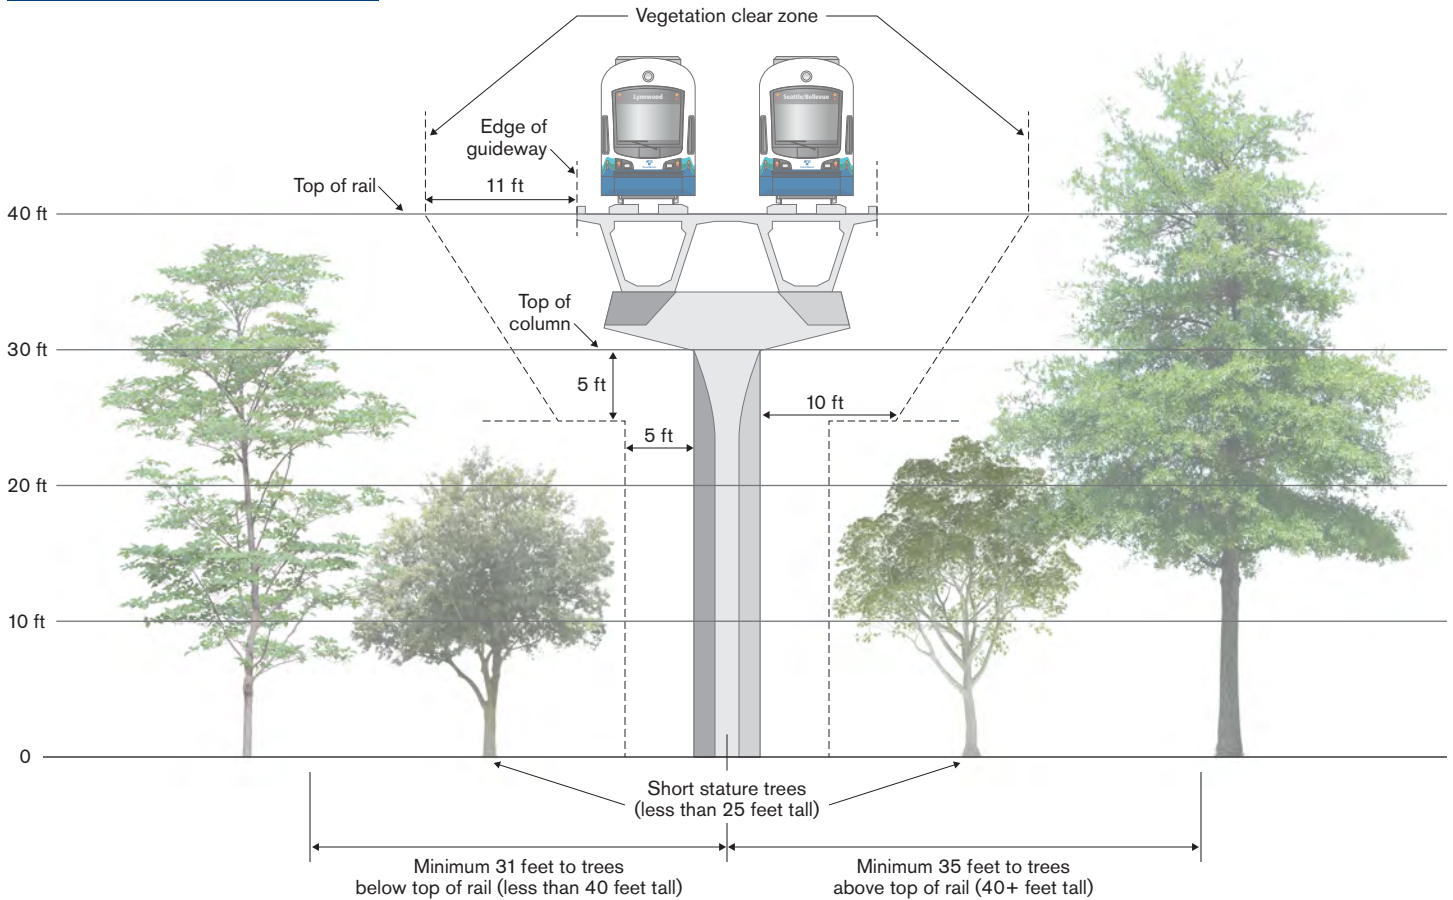 Vegetation clear zone
Lynnwood
Seattle/Bellevue
Edge of
guideway
Top of rail
11 ft
40 ft
Top of
column
30 ft
5 ft
10 ft
5 ft
20 ft
10 ft
0
Short stature trees
(less than 25 feet tall)
Minimum 31 feet to trees
below top of rail (less than 40 feet tall)
Minimum 35 feet to trees
above top of rail (40+ feet tall)